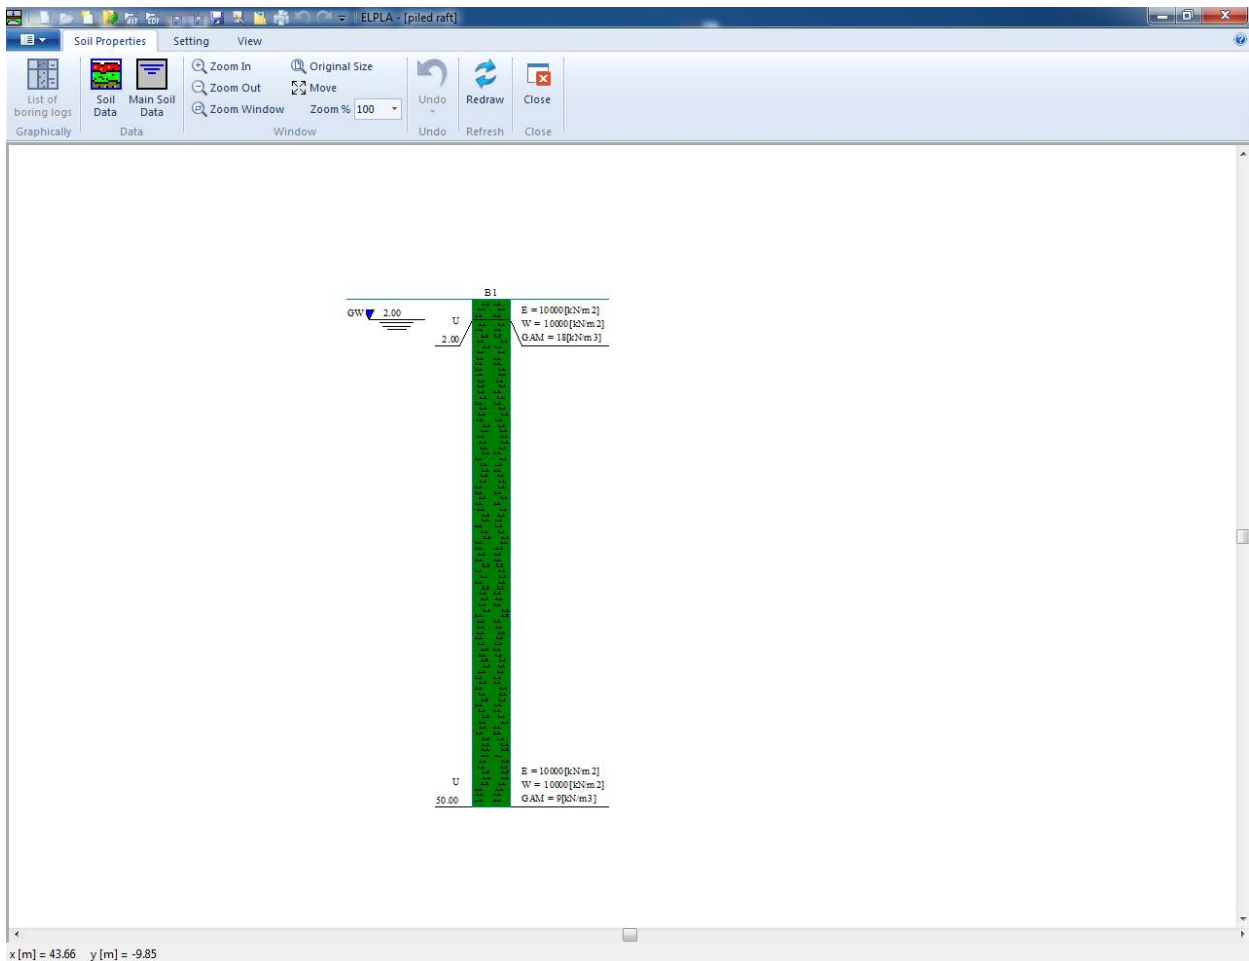 ELPLA - [piled raft]
Soil Properties Setting View
Zoom In Original Size
Zoom Out Move
Zoom Window Zoom % 100
List of boring logs
Soil Data
Main Soil Data
Undo
Redraw
Close
Graphically Data Window Undo Refresh Close
B1
GW 2.00
U
2.00
E = 10000[kN/m2]
W = 10000[kN/m2]
GAM = 18[kN/m3]
U
50.00
E = 10000[kN/m2]
W = 10000[kN/m2]
GAM = 9[kN/m3]
x [m] = 43.66 y [m] = -9.85